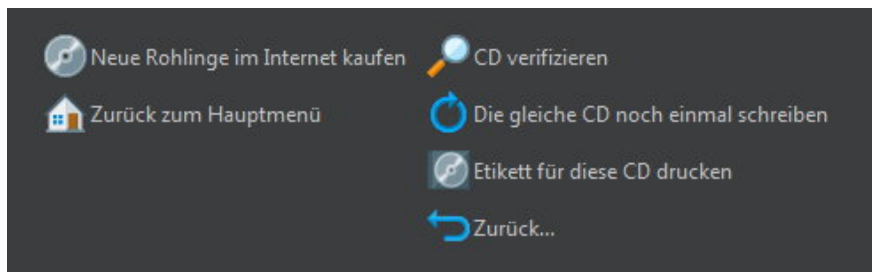 Neue Rohlinge im Internet kaufen
Zurück zum Hauptmenü
CD verifizieren
Die gleiche CD noch einmal schreiben
Etikett für diese CD drucken
Zurück...